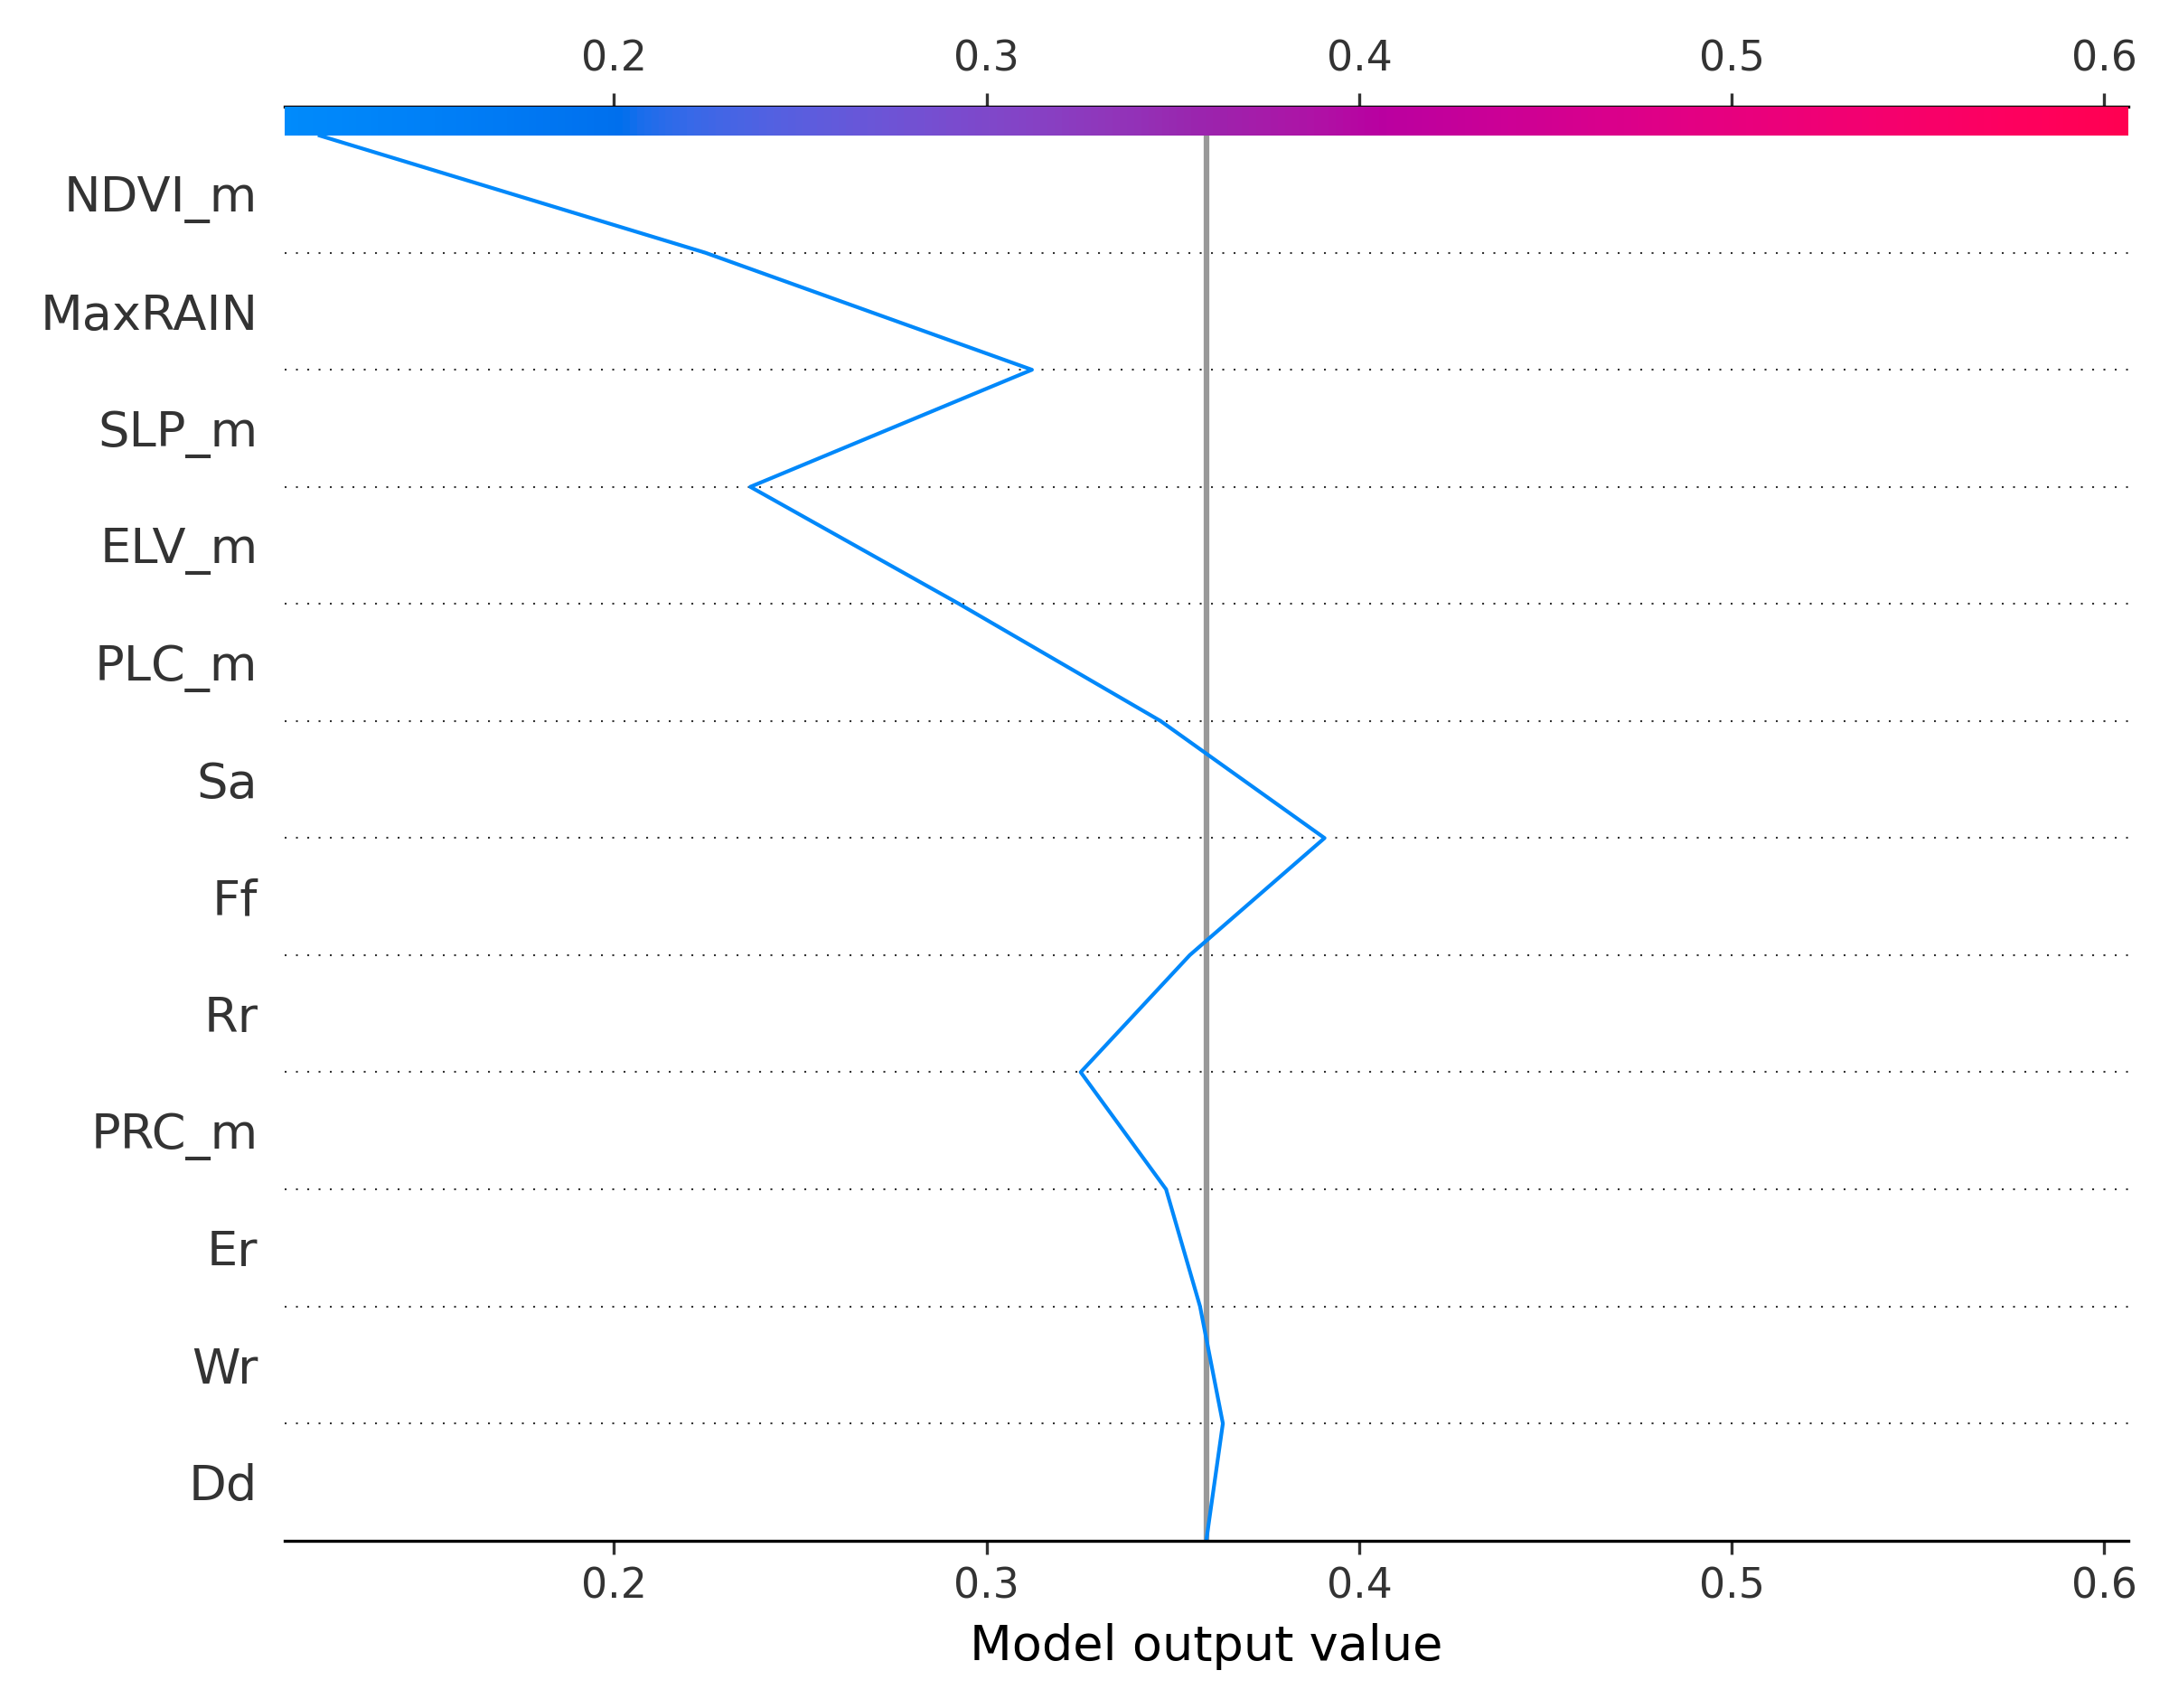 0.2 0.3 0.4 0.5 0.6
NDVI_m
MaxRAIN
SLP_m
ELV_m
PLC_m
Sa
Ff
Rr
PRC_m
Er
Wr
Dd
0.2 0.3 0.4 0.5 0.6
Model output value